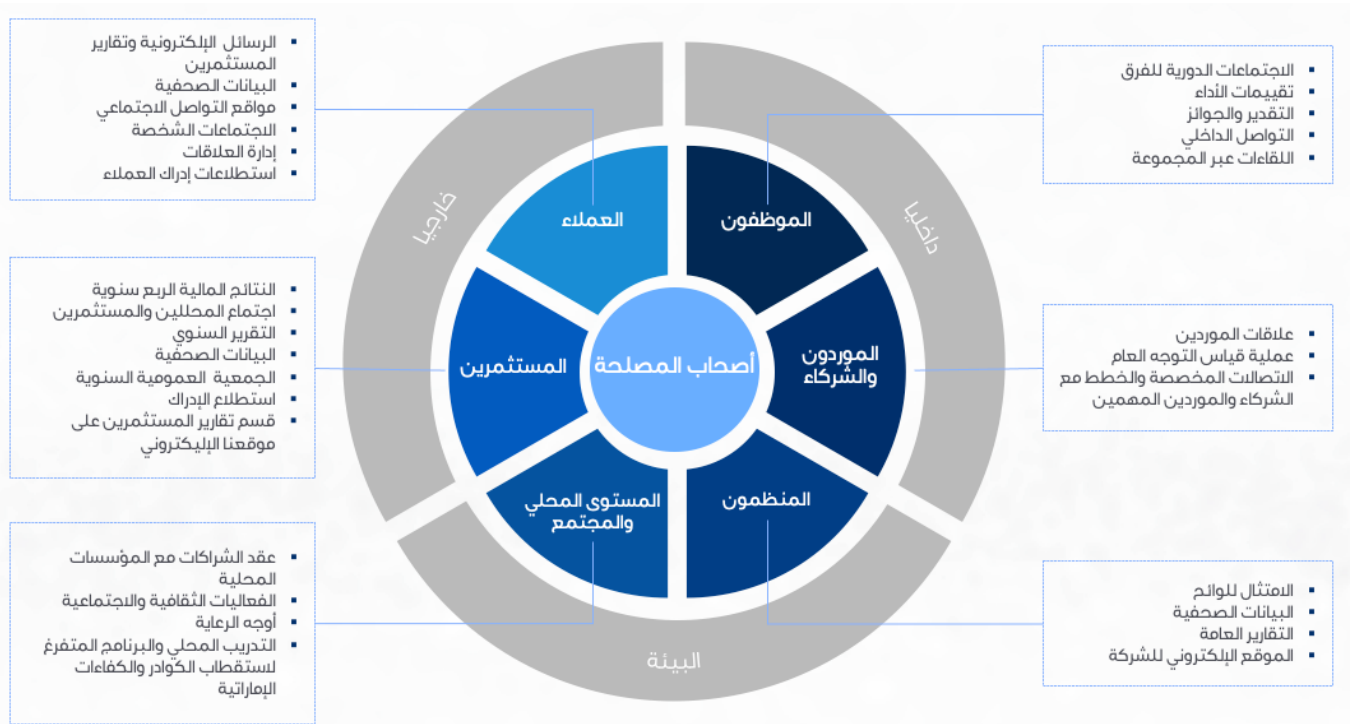 الاجتماعات الدورية للفرق
تقييمات الأداء
التقدير والجوائز
التواصل الداخلي
اللقاءات عبر المجموعة
علاقات الموردين
عملية قياس التوجه العام
الاتصالات المخصصة والخطط مع
الشركاء والموردين المهمين
الامتثال للوائح
البيانات الصحفية
التقارير العامة
الموقع الإلكتروني للشركة
داخليا
خارجيا
البيئة
الموظفون
العملاء
الموردون
والشركاء
أصحاب المصلحة
المستثمرين
المنظمون
المستوى المحلي
والمجتمع
الرسائل الإلكترونية وتقارير
المستثمرين
البيانات الصحفية
مواقع التواصل الاجتماعي
الاجتماعات الشخصة
إدارة العلاقات
استطلاعات إدراك العملاء
النتائج المالية الربع سنوية
اجتماع المحللين والمستثمرين
التقرير السنوي
البيانات الصحفية
الجمعية العمومية السنوية
استطلاع الإدراك
قسم تقارير المستثمرين على
موقعنا الإليكتروني
عقد الشراكات مع المؤسسات
المحلية
الفعاليات الثقافية والاجتماعية
أوجه الرعاية
التدريب المحلي والبرنامج المتفرغ
لاستقطاب الكوادر والكفاءات
الإماراتية